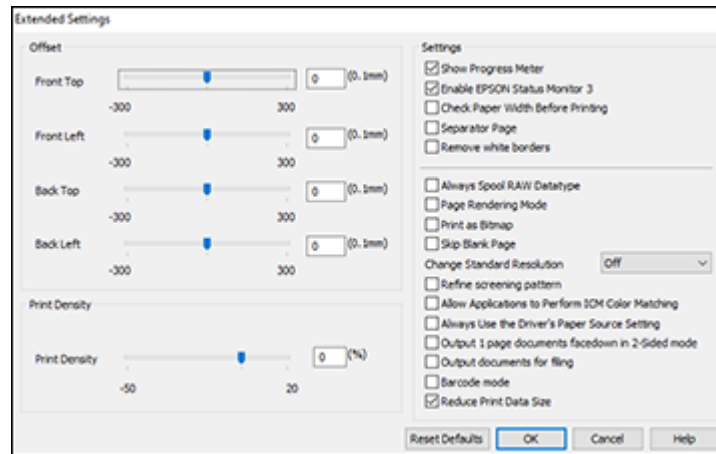 Extended Settings
Offset
Front Top
0
(0.1mm)
-300
300
Front Left
0
(0.1mm)
-300
300
Back Top
0
(0.1mm)
-300
300
Back Left
0
(0.1mm)
-300
300
Print Density
Print Density
0
(%)
-50
20
Settings
Show Progress Meter
Enable EPSON Status Monitor 3
Check Paper Width Before Printing
Separator Page
Remove white borders
Always Spool RAW Datatype
Page Rendering Mode
Print as Bitmap
Skip Blank Page
Change Standard Resolution
Off
Refine screening pattern
Allow Applications to Perform ICM Color Matching
Always Use the Driver's Paper Source Setting
Output 1 page documents facedown in 2-Sided mode
Output documents for filing
Barcode mode
Reduce Print Data Size
Reset Defaults
OK
Cancel
Help